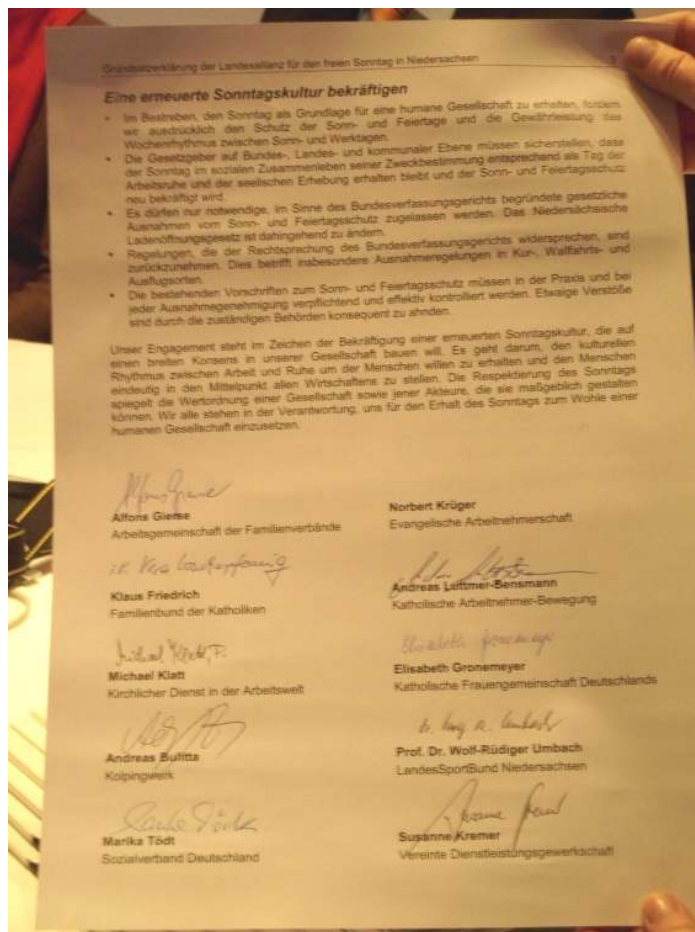 Grundsatzerklärung der Landesallianz für den freien Sonntag in Niedersachsen 2
Eine erneuerte Sonntagskultur bekräftigen
• Im Bestreben, den Sonntag als Grundlage für eine humane Gesellschaft zu erhalten, fordern
wir ausdrücklich den Schutz der Sonn- und Feiertage und die Gewährleistung des
Wochenrhythmus zwischen Sonn- und Werktagen.
• Die Gesetzgeber auf Bundes-, Landes- und kommunaler Ebene müssen sicherstellen, dass
der Sonntag im sozialen Zusammenleben seiner Zweckbestimmung entsprechend als Tag der
Arbeitsruhe und der seelischen Erhebung erhalten bleibt und der Sonn- und Feiertagsschutz
neu bekräftigt wird.
• Es dürfen nur notwendige, im Sinne des Bundesverfassungsgerichts begründete gesetzliche
Ausnahmen vom Sonn- und Feiertagsschutz zugelassen werden. Das Niedersächsische
Ladenöffnungsgesetz ist dahingehend zu ändern.
• Regelungen, die der Rechtsprechung des Bundesverfassungsgerichts widersprechen, sind
zurückzunehmen. Dies betrifft insbesondere Ausnahmeregelungen in Kur-, Wallfahrts- und
Ausflugsorten.
• Die bestehenden Vorschriften zum Sonn- und Feiertagsschutz müssen in der Praxis und bei
jeder Ausnahmegenehmigung verpflichtend und effektiv kontrolliert werden. Etwaige Verstöße
sind durch die zuständigen Behörden konsequent zu ahnden.
Unser Engagement steht im Zeichen der Bekräftigung einer erneuerten Sonntagskultur, die auf
einen breiten Konsens in unserer Gesellschaft bauen will. Es geht darum, den kulturellen
Rhythmus zwischen Arbeit und Ruhe um der Menschen willen zu erhalten und den Menschen
eindeutig in den Mittelpunkt allen Wirtschaftens zu stellen. Die Respektierung des Sonntags
spiegelt die Wertordnung einer Gesellschaft sowie jener Akteure, die sie maßgeblich gestalten
können. Wir alle stehen in der Verantwortung, uns für den Erhalt des Sonntags zum Wohle einer
humanen Gesellschaft einzusetzen.
Alfons Gierse
Arbeitsgemeinschaft der Familienverbände
Norbert Krüger
Evangelische Arbeitnehmerschaft
i.V. Vera
Klaus Friedrich
Familienbund der Katholiken
Andreas Luttmer-Bensmann
Katholische Arbeitnehmer-Bewegung
Michael Klatt, P.
Michael Klatt
Kirchlicher Dienst in der Arbeitswelt
Elisabeth Gronemeyer
Elisabeth Gronemeyer
Katholische Frauengemeinschaft Deutschlands
Andreas Bulitta
Kolpingwerk
Prof. Dr. Wolf-Rüdiger Umbach
LandesSportBund Niedersachsen
Marika Tödt
Marika Tödt
Sozialverband Deutschland
Susanne Kremer
Vereinte Dienstleistungsgewerkschaft